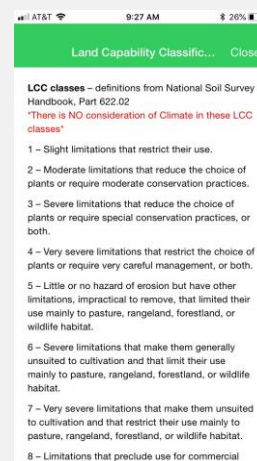 AT&T 9:27 AM 26%
Land Capability Classific... Close
LCC classes – definitions from National Soil Survey
Handbook, Part 622.02
*There is NO consideration of Climate in these LCC
classes*
1 – Slight limitations that restrict their use.
2 – Moderate limitations that reduce the choice of
plants or require moderate conservation practices.
3 – Severe limitations that reduce the choice of
plants or require special conservation practices, or
both.
4 – Very severe limitations that restrict the choice of
plants or require very careful management, or both.
5 – Little or no hazard of erosion but have other
limitations, impractical to remove, that limited their
use mainly to pasture, rangeland, forestland, or
wildlife habitat.
6 – Severe limitations that make them generally
unsuited to cultivation and that limit their use
mainly to pasture, rangeland, forestland, or wildlife
habitat.
7 – Very severe limitations that make them unsuited
to cultivation and that restrict their use mainly to
pasture, rangeland, forestland, or wildlife habitat.
8 – Limitations that preclude use for commercial